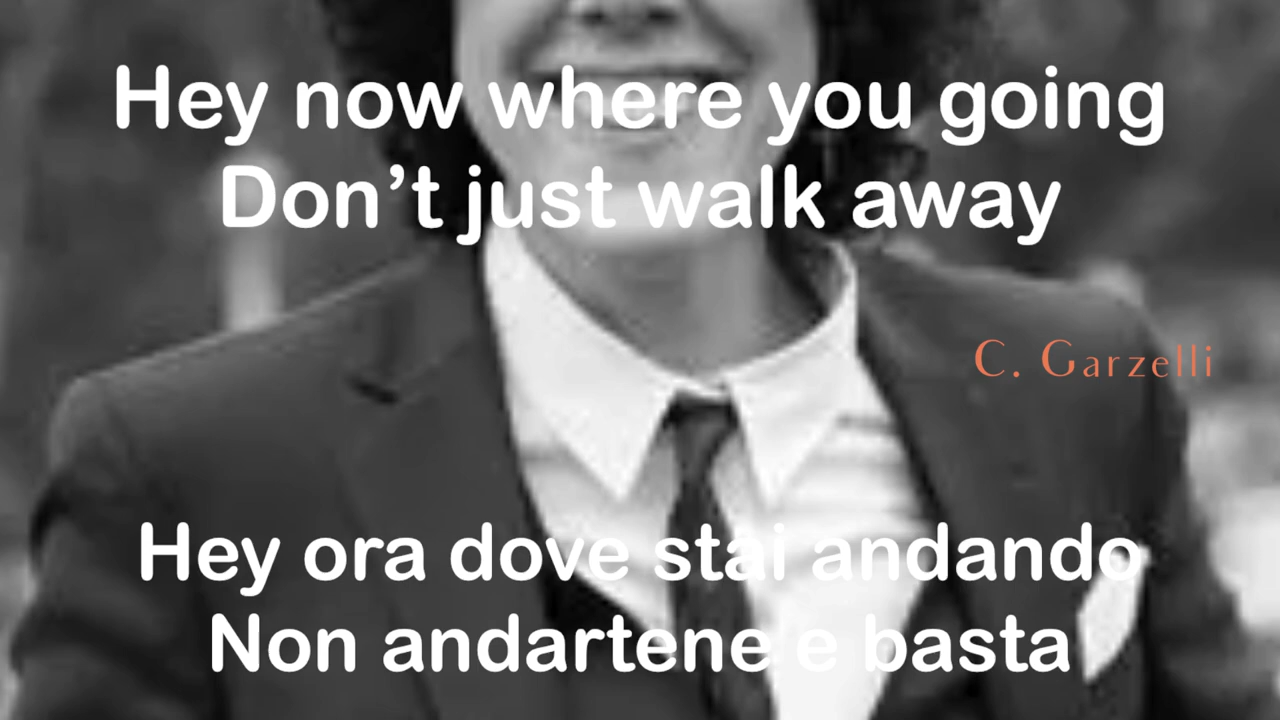 Hey now where you going
Don’t just walk away
C. Garzelli
Hey ora dove stai andando
Non andartene e basta